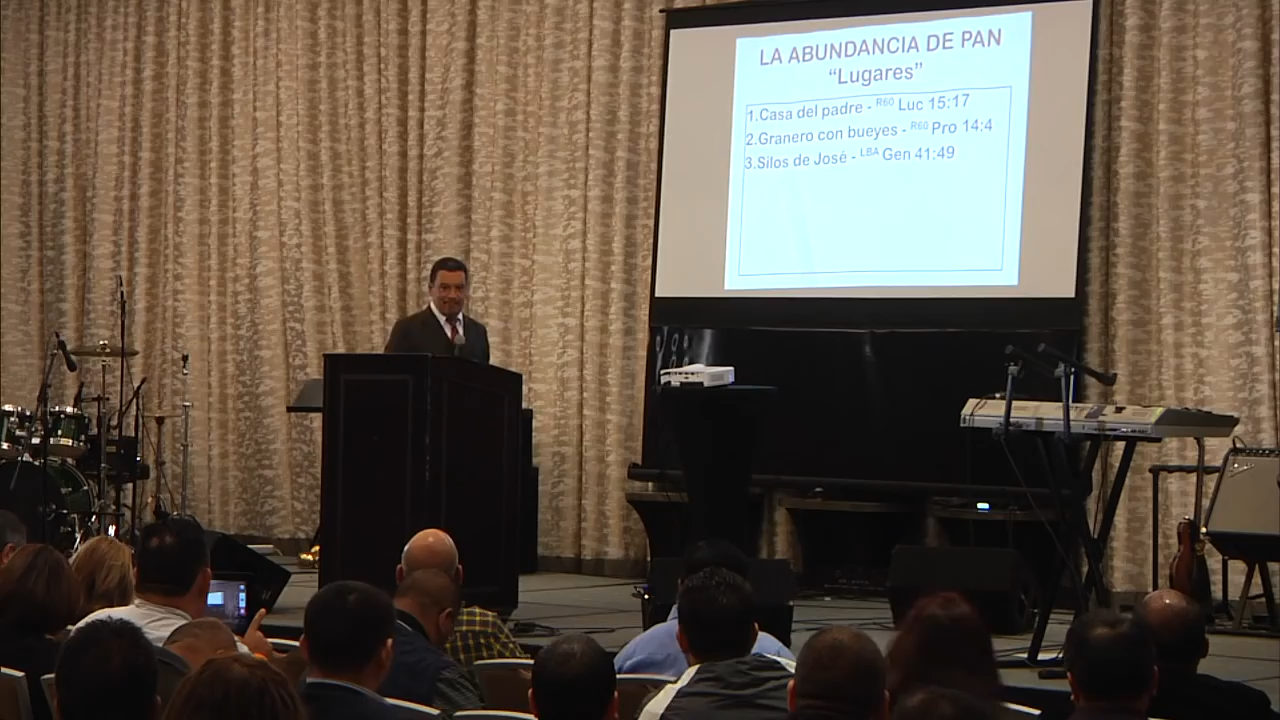 LA ABUNDANCIA DE PAN
“Lugares”
1.Casa del padre - R60 Luc 15:17
2.Granero con bueyes - R60 Pro 14:4
3.Silos de José - LBA Gen 41:49